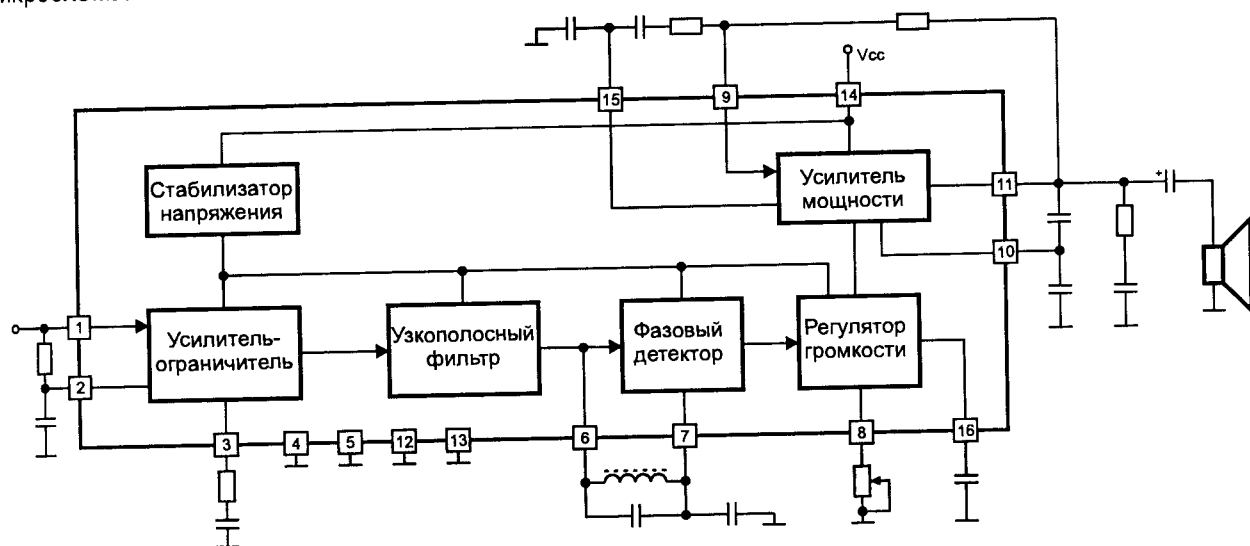 Vcc
15
9
14
Стабилизатор
напряжения
Усилитель
мощности
11
10
1
2
Усилитель-
ограничитель
Узкополосный
фильтр
Фазовый
детектор
Регулятор
громкости
3
4
5
12
13
6
7
8
16